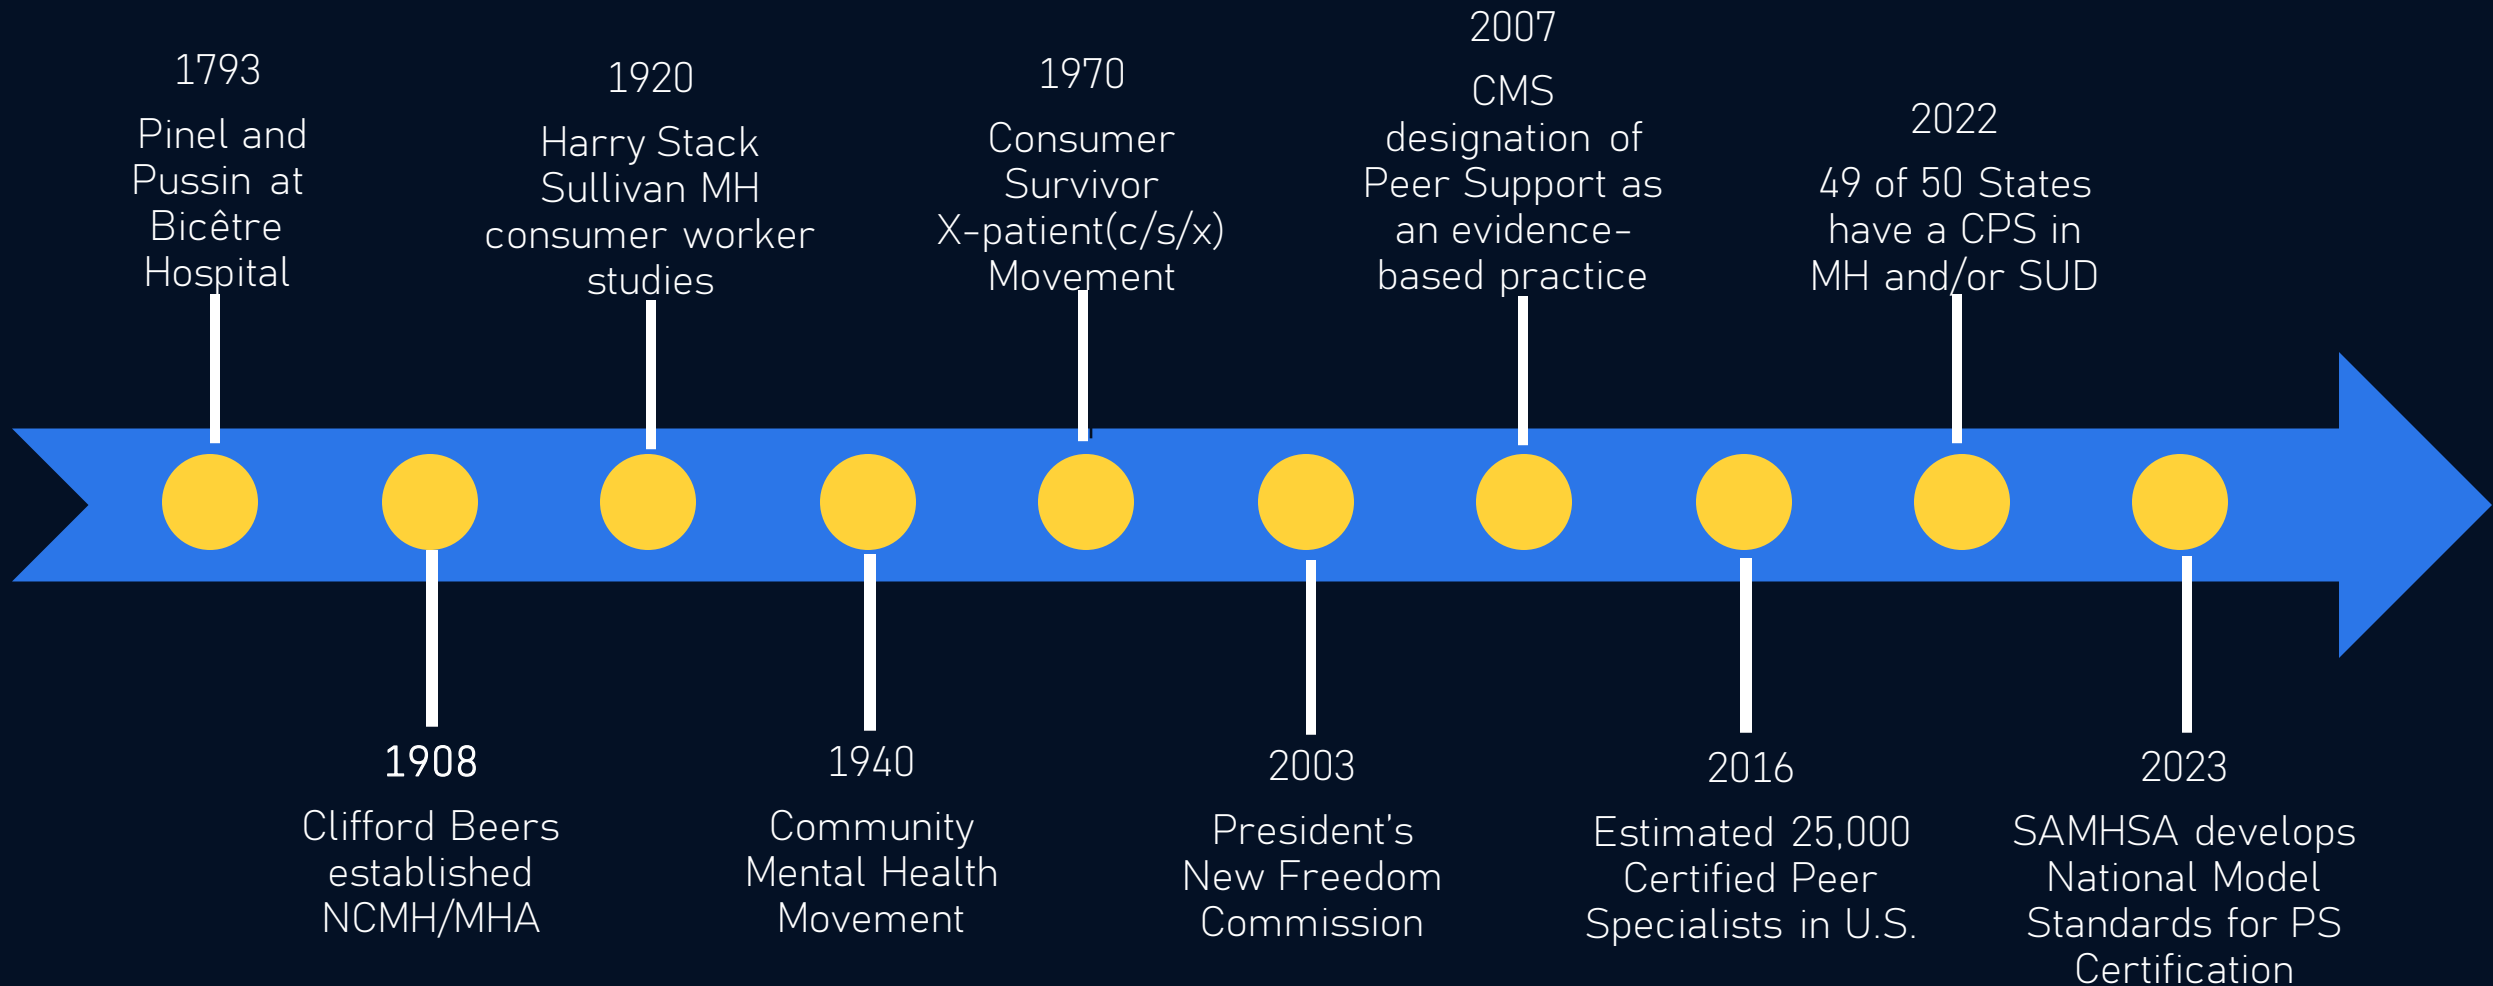 1793
Pinel and
Pussin at
Bicêtre
Hospital
1908
Clifford Beers
established
NCMH/MHA
1920
Harry Stack
Sullivan MH
consumer worker
studies
1940
Community
Mental Health
Movement
1970
Consumer
Survivor
X-patient(c/s/x)
Movement
2003
President's
New Freedom
Commission
2007
CMS
designation of
Peer Support as
an evidence-
based practice
2016
Estimated 25,000
Certified Peer
Specialists in U.S.
2022
49 of 50 States
have a CPS in
MH and/or SUD
2023
SAMHSA develops
National Model
Standards for PS
Certification